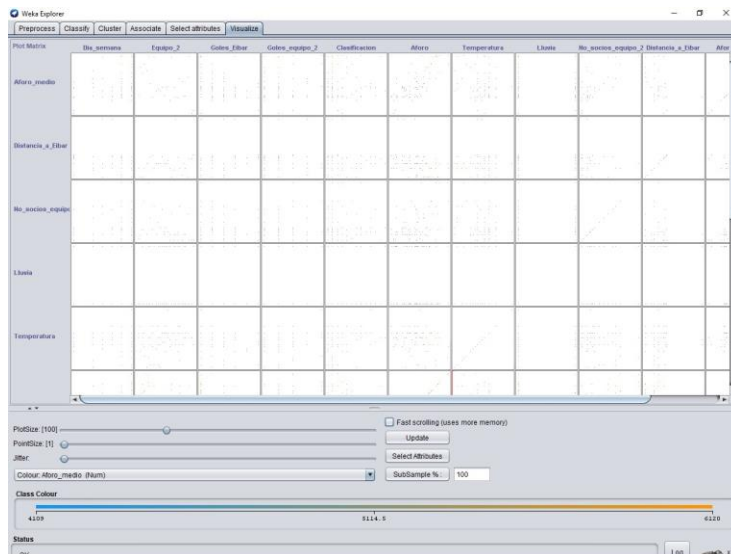 Weka Explorer
Preprocess Classify Cluster Associate Select attributes Visualize
Plot Matrix Dia_semana Equipo_2 Goles_Eibar Goles_equipo_2 Clasificacion Aforo Temperatura Lluvia No_socios_equipo_2 Distancia_a_Eibar Afor
Aforo_medio
Distancia_a_Eibar
No_socios_equipo
Lluvia
Temperatura
PlotSize: [100]
PointSize: [1]
Jitter:
Fast scrolling (uses more memory)
Update
Select Attributes
Colour: Aforo_medio (Num)
SubSample % : 100
Class Colour
4109 5114.5 6120
Status
Log